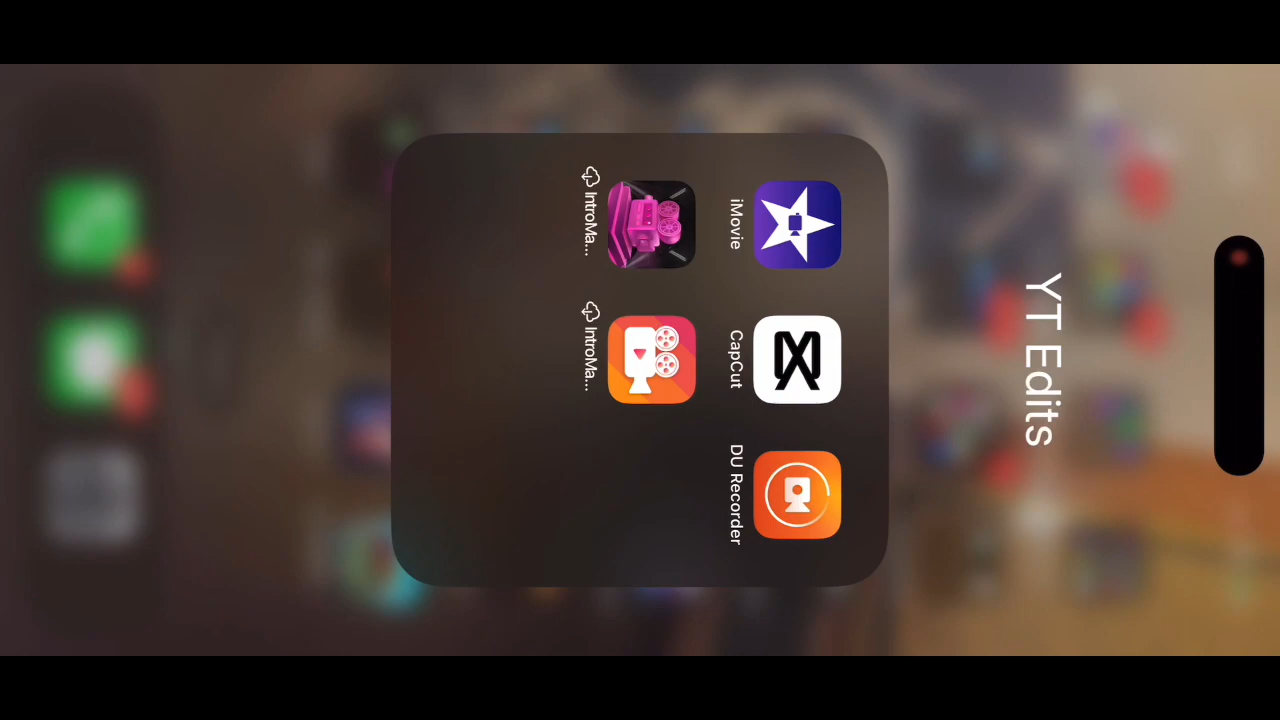 YT Edits
iMovie
CapCut
DU Recorder
IntroMa...
IntroMa...